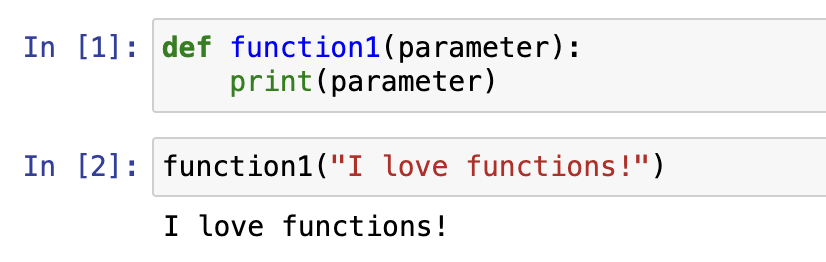 In [1]: def function1(parameter):
    print(parameter)
In [2]: function1("I love functions!")
I love functions!